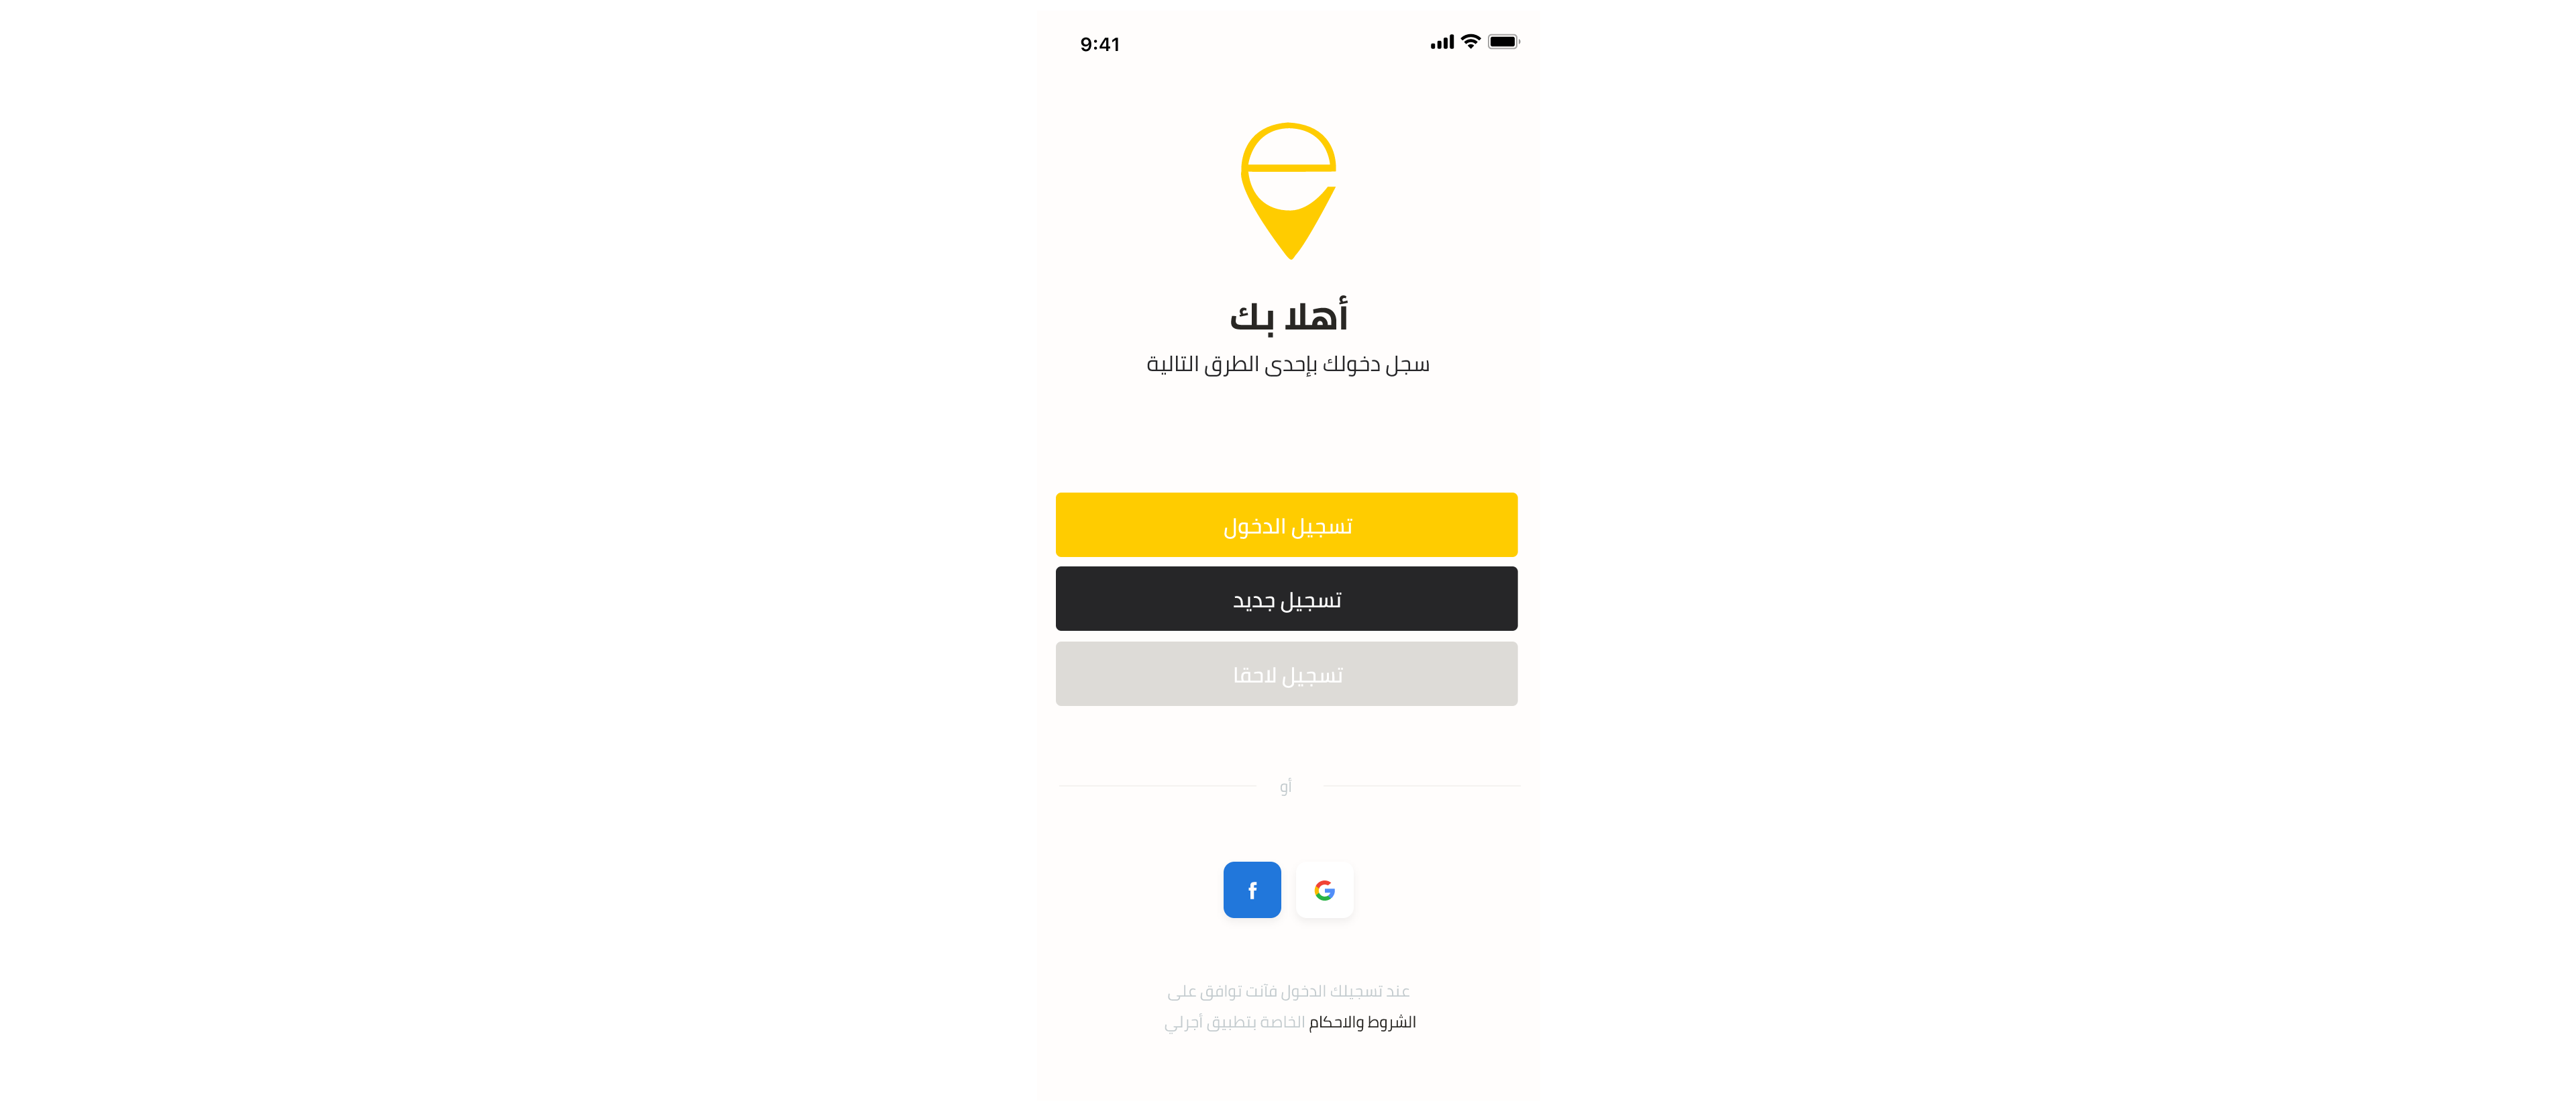 9:41
أهلا بك
سجل دخولك بإحدى الطرق التالية
تسجيل الدخول
تسجيل جديد
تسجيل لاحقا
أو
عند تسجيلك الدخول فآنت توافق على
الشروط والاحكام الخاصة بتطبيق أجرلي